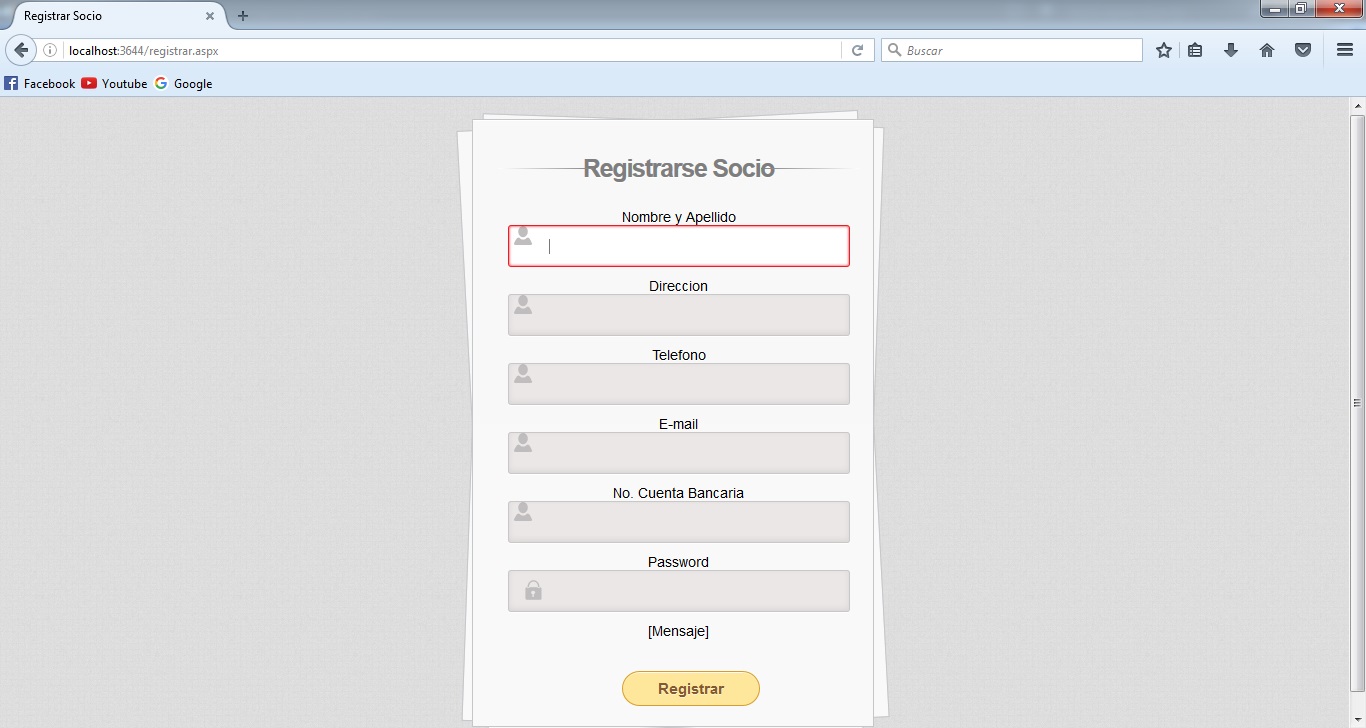 Registrar Socio
localhost:3644/registrar.aspx
Buscar
Facebook Youtube Google
Registrarse Socio
Nombre y Apellido
Direccion
Telefono
E-mail
No. Cuenta Bancaria
Password
[Mensaje]
Registrar